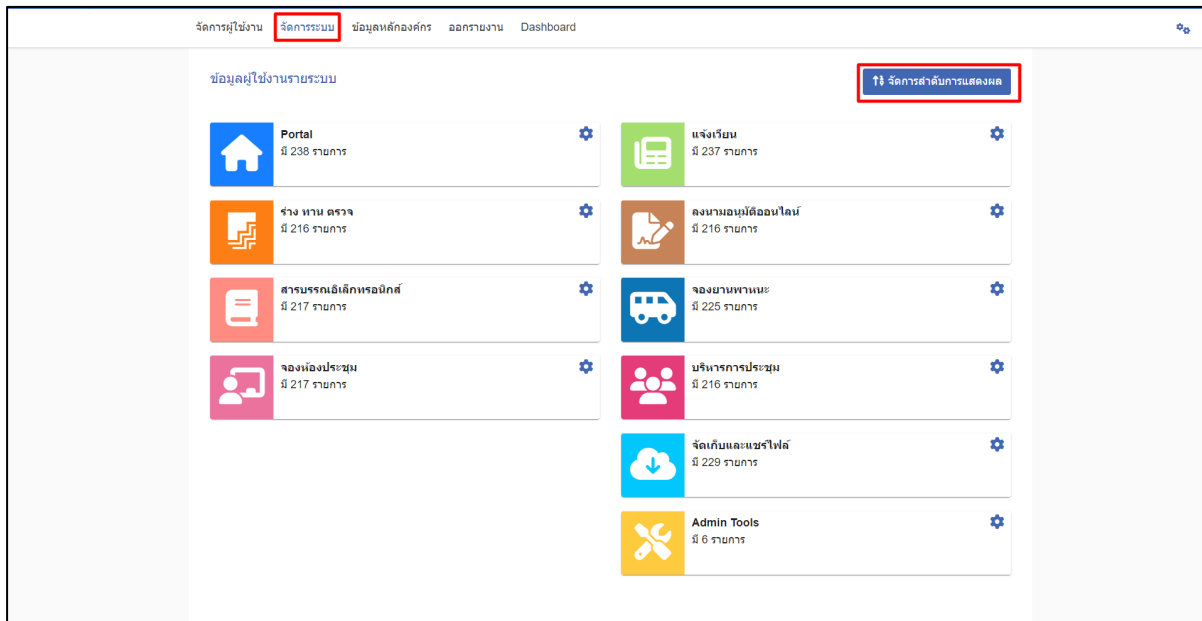 จัดการผู้ใช้งาน จัดการระบบ ข้อมูลหลักองค์กร ออกรายงาน Dashboard
ข้อมูลผู้ใช้งานรายระบบ
จัดการลำดับการแสดงผล
Portal
มี 238 รายการ
แจ้งเวียน
มี 237 รายการ
ร่าง ทาน ตรวจ
มี 216 รายการ
ลงนามอนุมัติออนไลน์
มี 216 รายการ
สารบรรณอิเล็กทรอนิกส์
มี 217 รายการ
จองยานพาหนะ
มี 225 รายการ
จองห้องประชุม
มี 217 รายการ
บริหารการประชุม
มี 216 รายการ
จัดเก็บและแชร์ไฟล์
มี 229 รายการ
Admin Tools
มี 6 รายการ